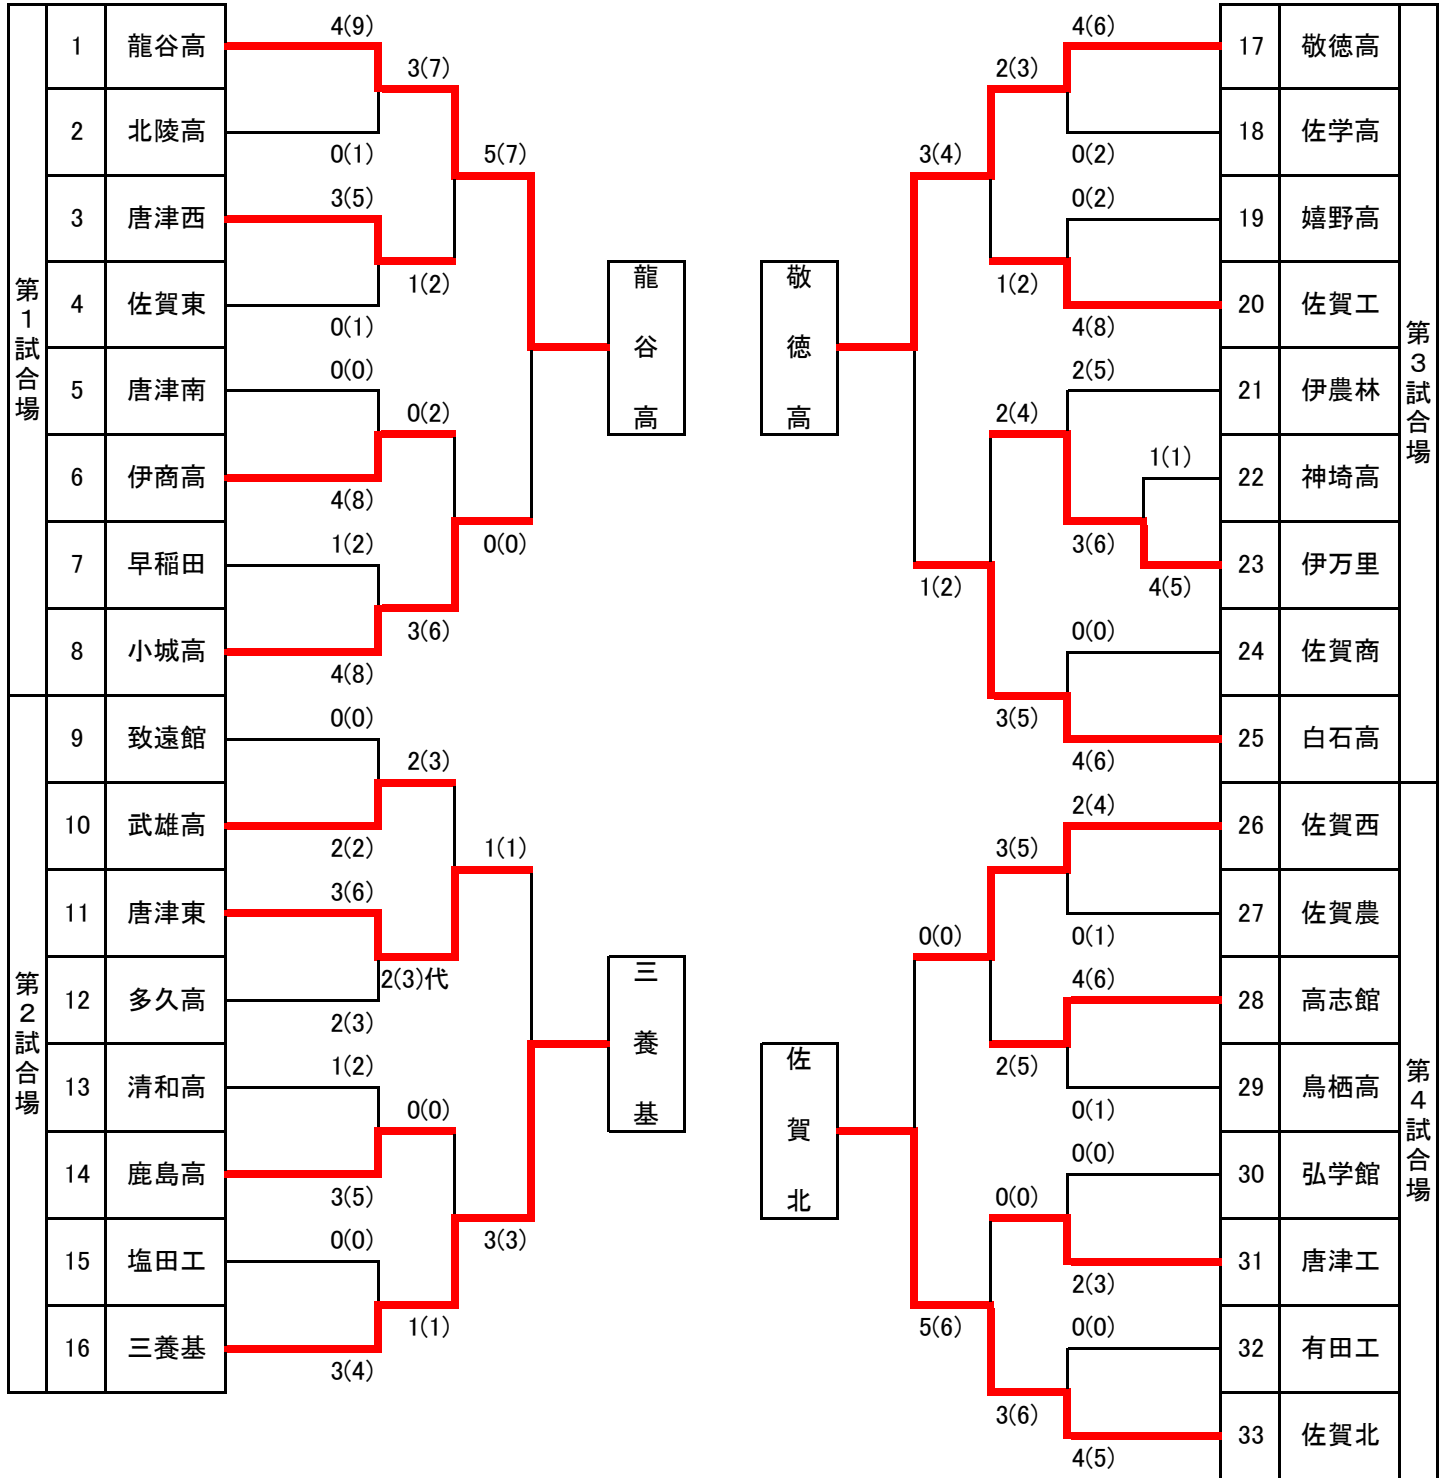 第1試合場
1 龍谷高
2 北陵高
3 唐津西
4 佐賀東
5 唐津南
6 伊商高
7 早稲田
8 小城高
第2試合場
9 致遠館
10 武雄高
11 唐津東
12 多久高
13 清和高
14 鹿島高
15 塩田工
16 三養基
4(9)
0(1)
3(5)
0(1)
0(0)
4(8)
1(2)
4(8)
0(0)
2(2)
3(6)
2(3)
1(2)
3(5)
0(0)
3(4)
3(7)
1(2)
0(2)
3(6)
2(3)
2(3)代
0(0)
1(1)
5(7)
0(0)
1(1)
3(3)
龍谷高
三養基
敬徳高
佐賀北
3(4)
1(2)
0(0)
5(6)
2(3)
1(2)
2(4)
3(5)
3(5)
2(5)
0(0)
3(6)
4(6)
0(2)
0(2)
4(8)
2(5)
1(1)
3(6)
4(5)
0(0)
4(6)
2(4)
0(1)
4(6)
0(1)
0(0)
2(3)
0(0)
4(5)
17 敬徳高
18 佐学高
19 嬉野高
20 佐賀工
21 伊農林
22 神埼高
23 伊万里
24 佐賀商
25 白石高
第3試合場
26 佐賀西
27 佐賀農
28 高志館
29 鳥栖高
30 弘学館
31 唐津工
32 有田工
33 佐賀北
第4試合場